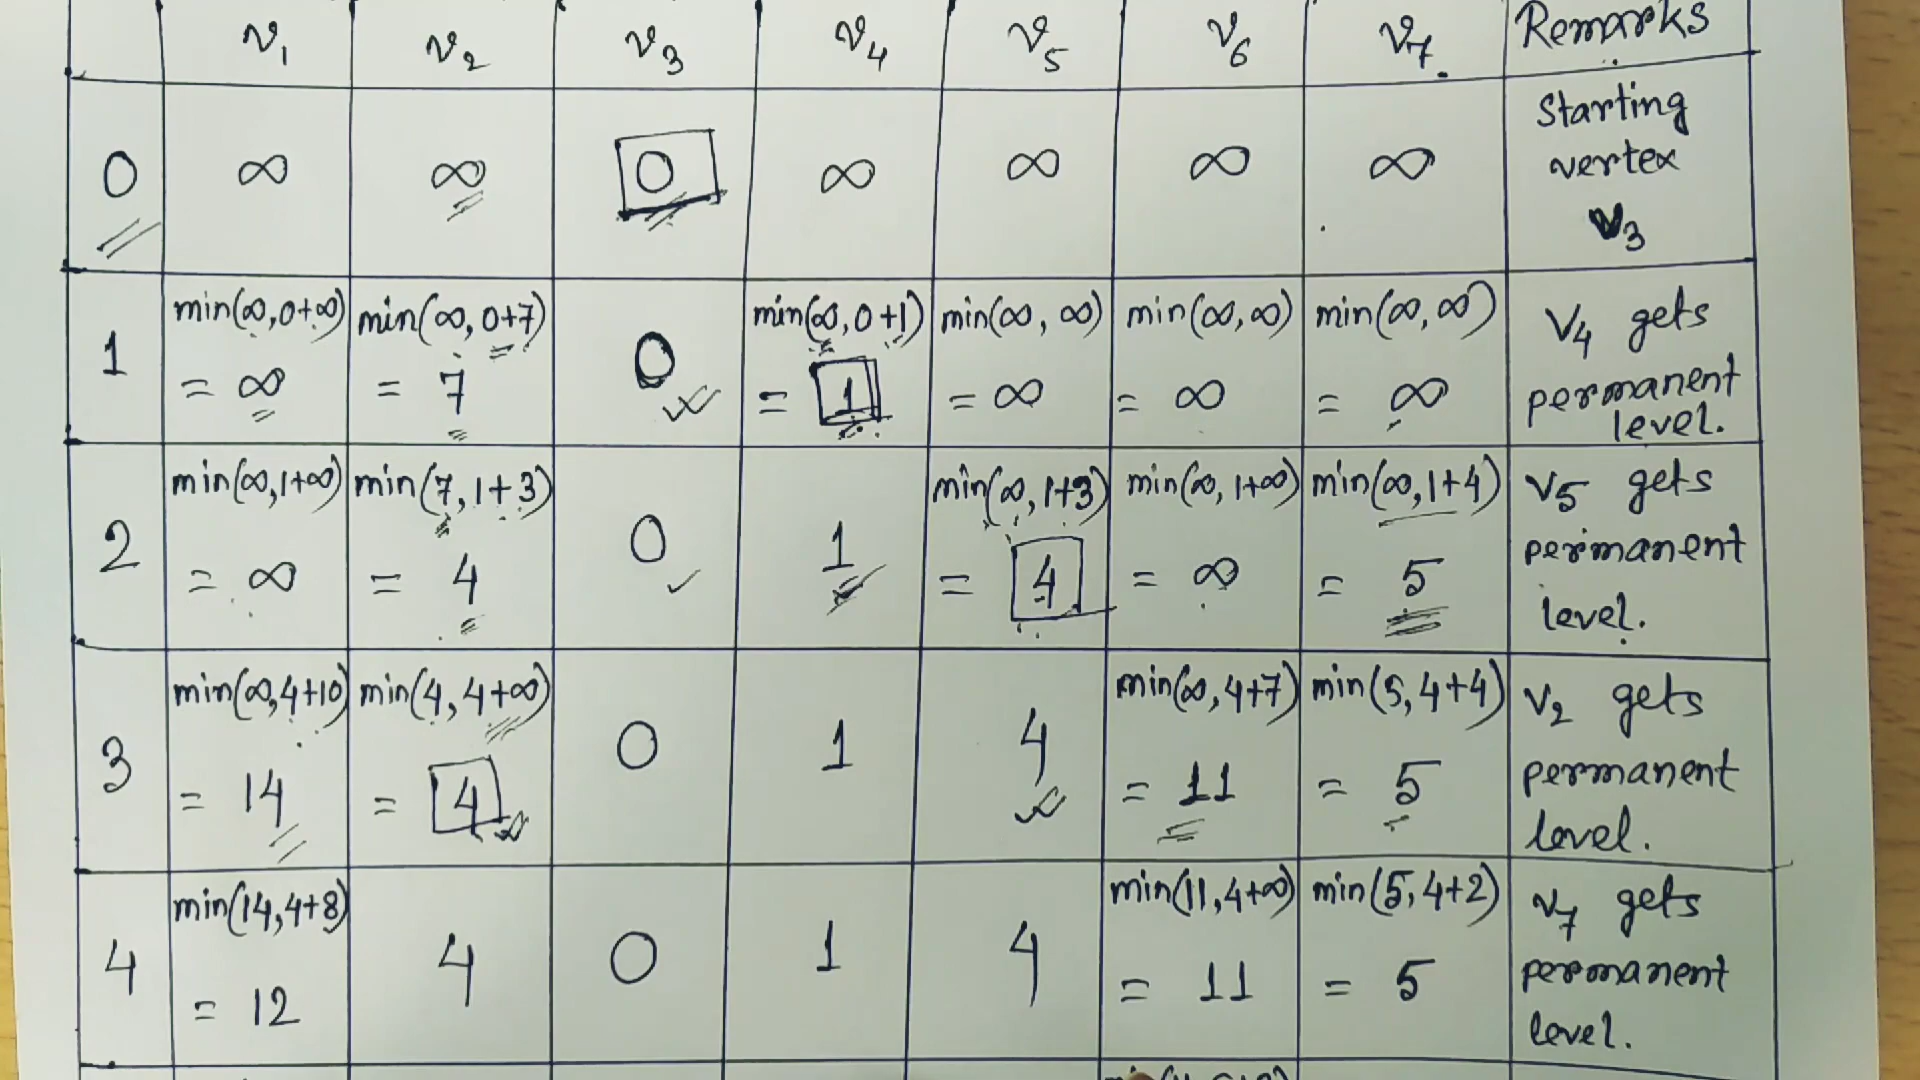 v1 v2 v3 v4 v5 v6 v7 Remarks
0 ∞ ∞ 0 ∞ ∞ ∞ ∞ Starting
vertex
v3
min(∞,0+∞) min(∞,0+7) min(∞,0+1) min(∞,∞) min(∞,∞) min(∞,∞) V4 gets
1 = ∞ = 7 0 = 1 = ∞ = ∞ = ∞ permanent
level.
min(∞,1+∞) min(7,1+3) min(∞,1+3) min(∞,1+∞) min(∞,1+4) V5 gets
2 = ∞ = 4 0 1 = 4 = ∞ = 5 permanent
level.
min(∞,4+10) min(4,4+∞) min(∞,4+7) min(5,4+4) V2 gets
3 = 14 = 4 0 1 4 = 11 = 5 permanent
level.
min(14,4+8) min(11,4+∞) min(5,4+2) V7 gets
4 = 12 4 0 1 4 = 11 = 5 permanent
level.